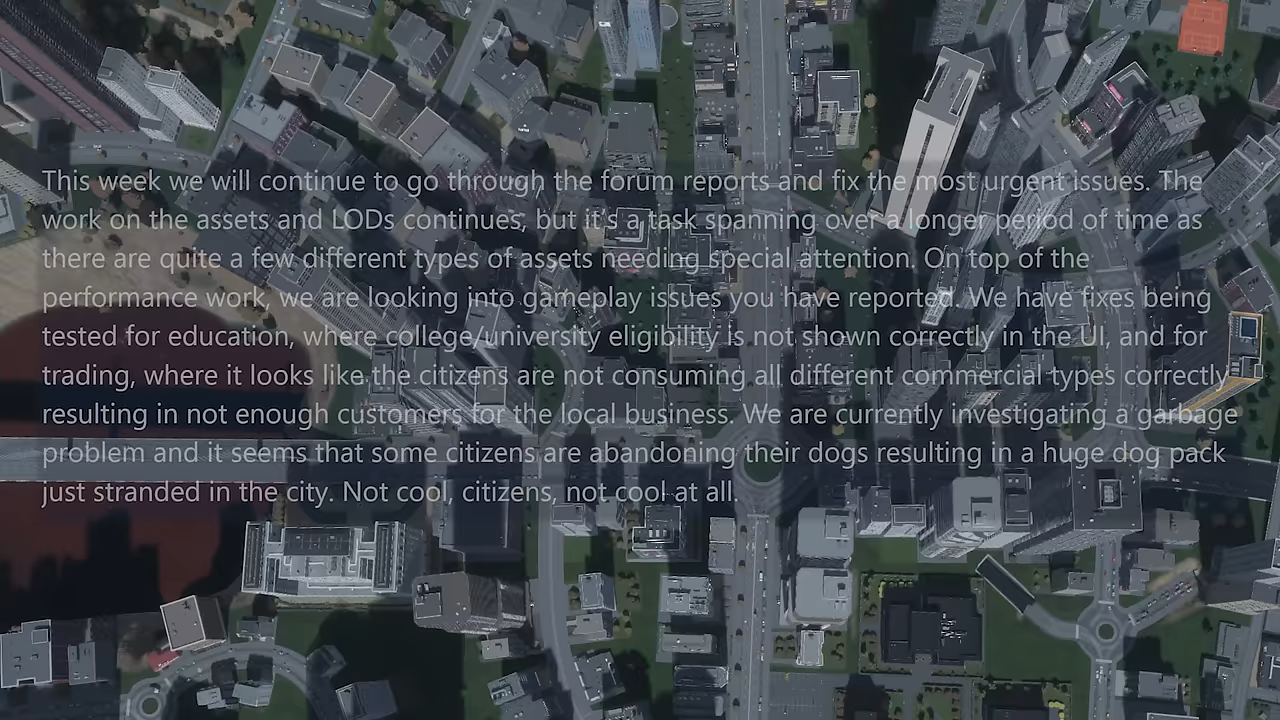 This week we will continue to go through the forum reports and fix the most urgent issues. The
work on the assets and LODs continues, but it's a task spanning over a longer period of time as
there are quite a few different types of assets needing special attention. On top of the
performance work, we are looking into gameplay issues you have reported. We have fixes being
tested for education, where college/university eligibility is not shown correctly in the UI, and for
trading, where it looks like the citizens are not consuming all different commercial types correctly
resulting in not enough customers for the local business. We are currently investigating a garbage
problem and it seems that some citizens are abandoning their dogs resulting in a huge dog pack
just stranded in the city. Not cool, citizens, not cool at all.